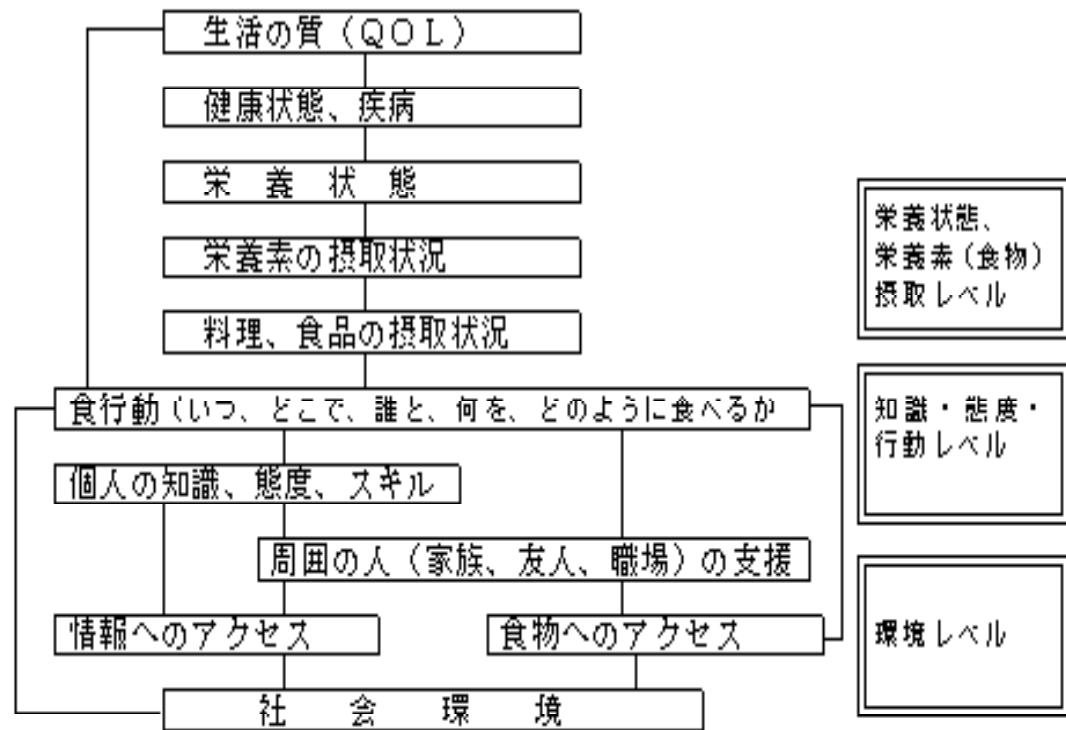 生活の質（ＱＯＬ）
健康状態、疾病
栄養状態
栄養素の摂取状況
料理、食品の摂取状況
食行動（いつ、どこで、誰と、何を、どのように食べるか
個人の知識、態度、スキル
周囲の人（家族、友人、職場）の支援
情報へのアクセス
食物へのアクセス
社会環境
栄養状態、
栄養素（食物）
摂取レベル
知識・態度・
行動レベル
環境レベル